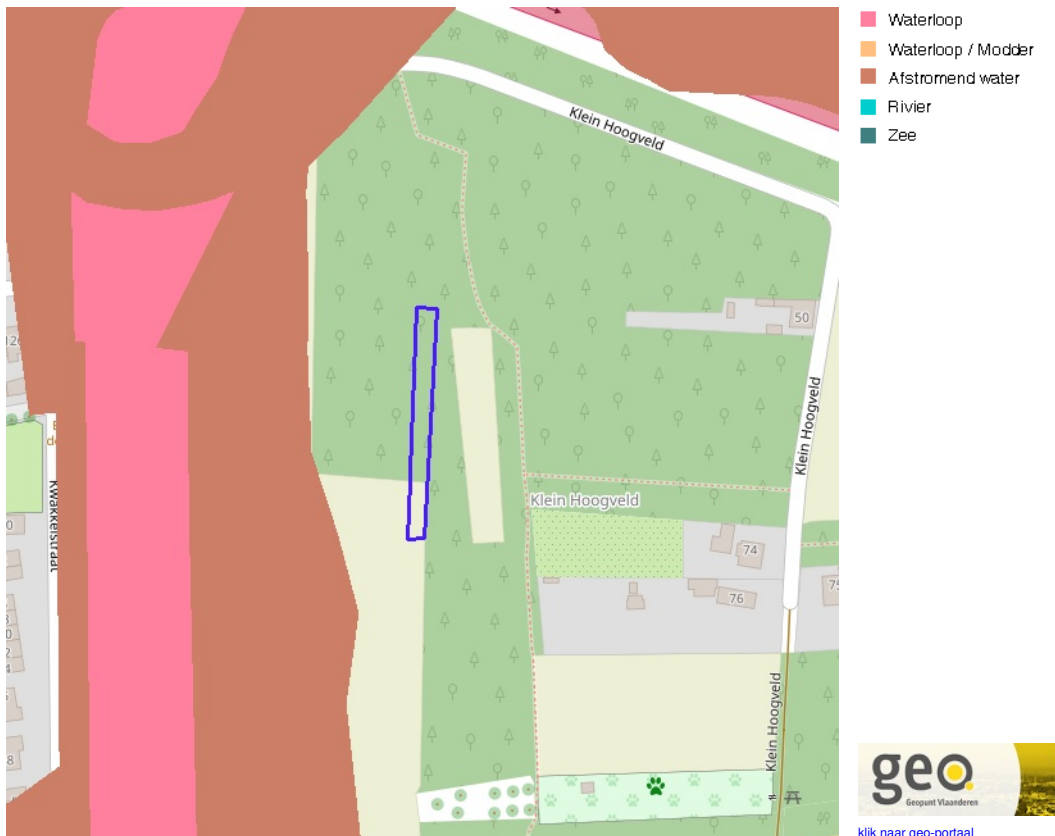 Waterloop
Waterloop / Modder
Afstromend water
Rivier
Zee
Klein Hoogveld
50
Klein Hoogveld
Klein Hoogveld
74
76
Klein Hoogveld
Kwakkelstraat
geo
Geopunt Vlaanderen
klik naar geo-portaal